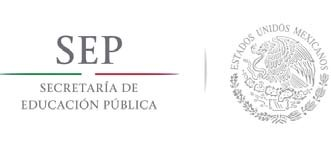 SEP
SECRETARÍA DE
EDUCACIÓN PÚBLICA
ESTADOS UNIDOS MEXICANOS